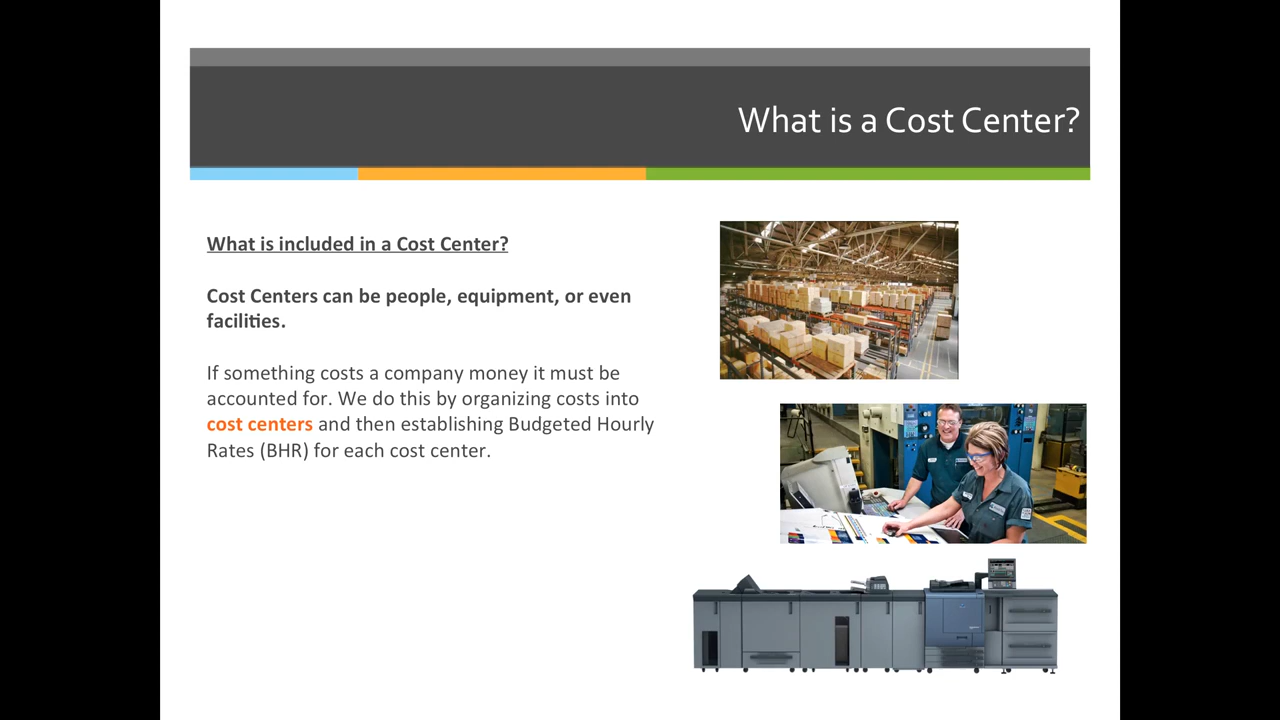 What is a Cost Center?
What is included in a Cost Center?
Cost Centers can be people, equipment, or even
facilities.
If something costs a company money it must be
accounted for. We do this by organizing costs into
cost centers and then establishing Budgeted Hourly
Rates (BHR) for each cost center.